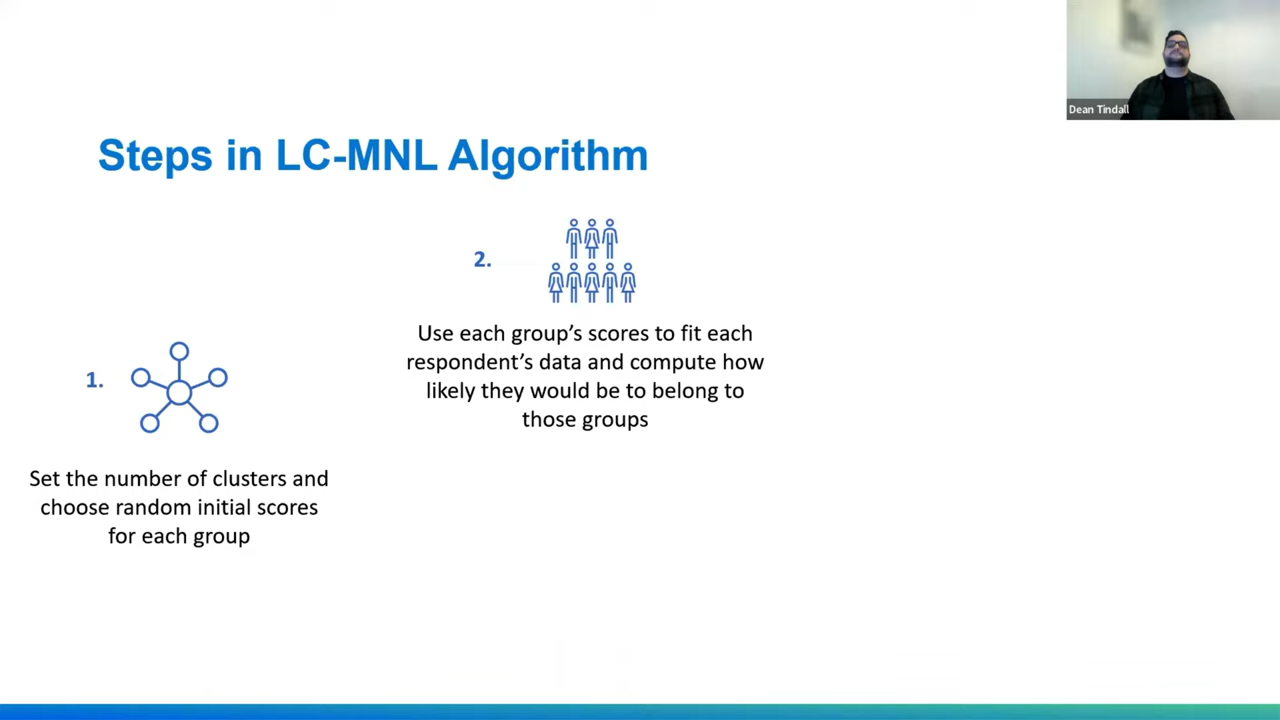 Dean Tindall
Steps in LC-MNL Algorithm
2.
Use each group's scores to fit each
respondent's data and compute how
likely they would be to belong to
those groups
1.
Set the number of clusters and
choose random initial scores
for each group